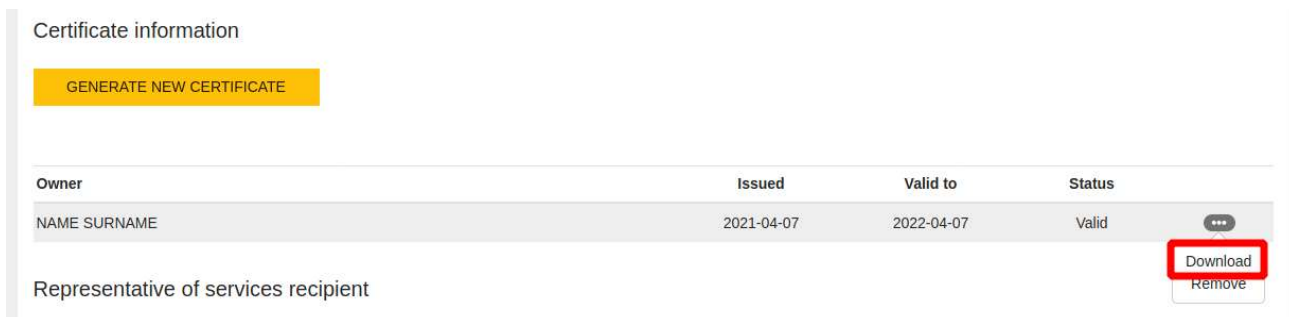 Certificate information
GENERATE NEW CERTIFICATE
Owner Issued Valid to Status
NAME SURNAME 2021-04-07 2022-04-07 Valid
Download
Remove
Representative of services recipient